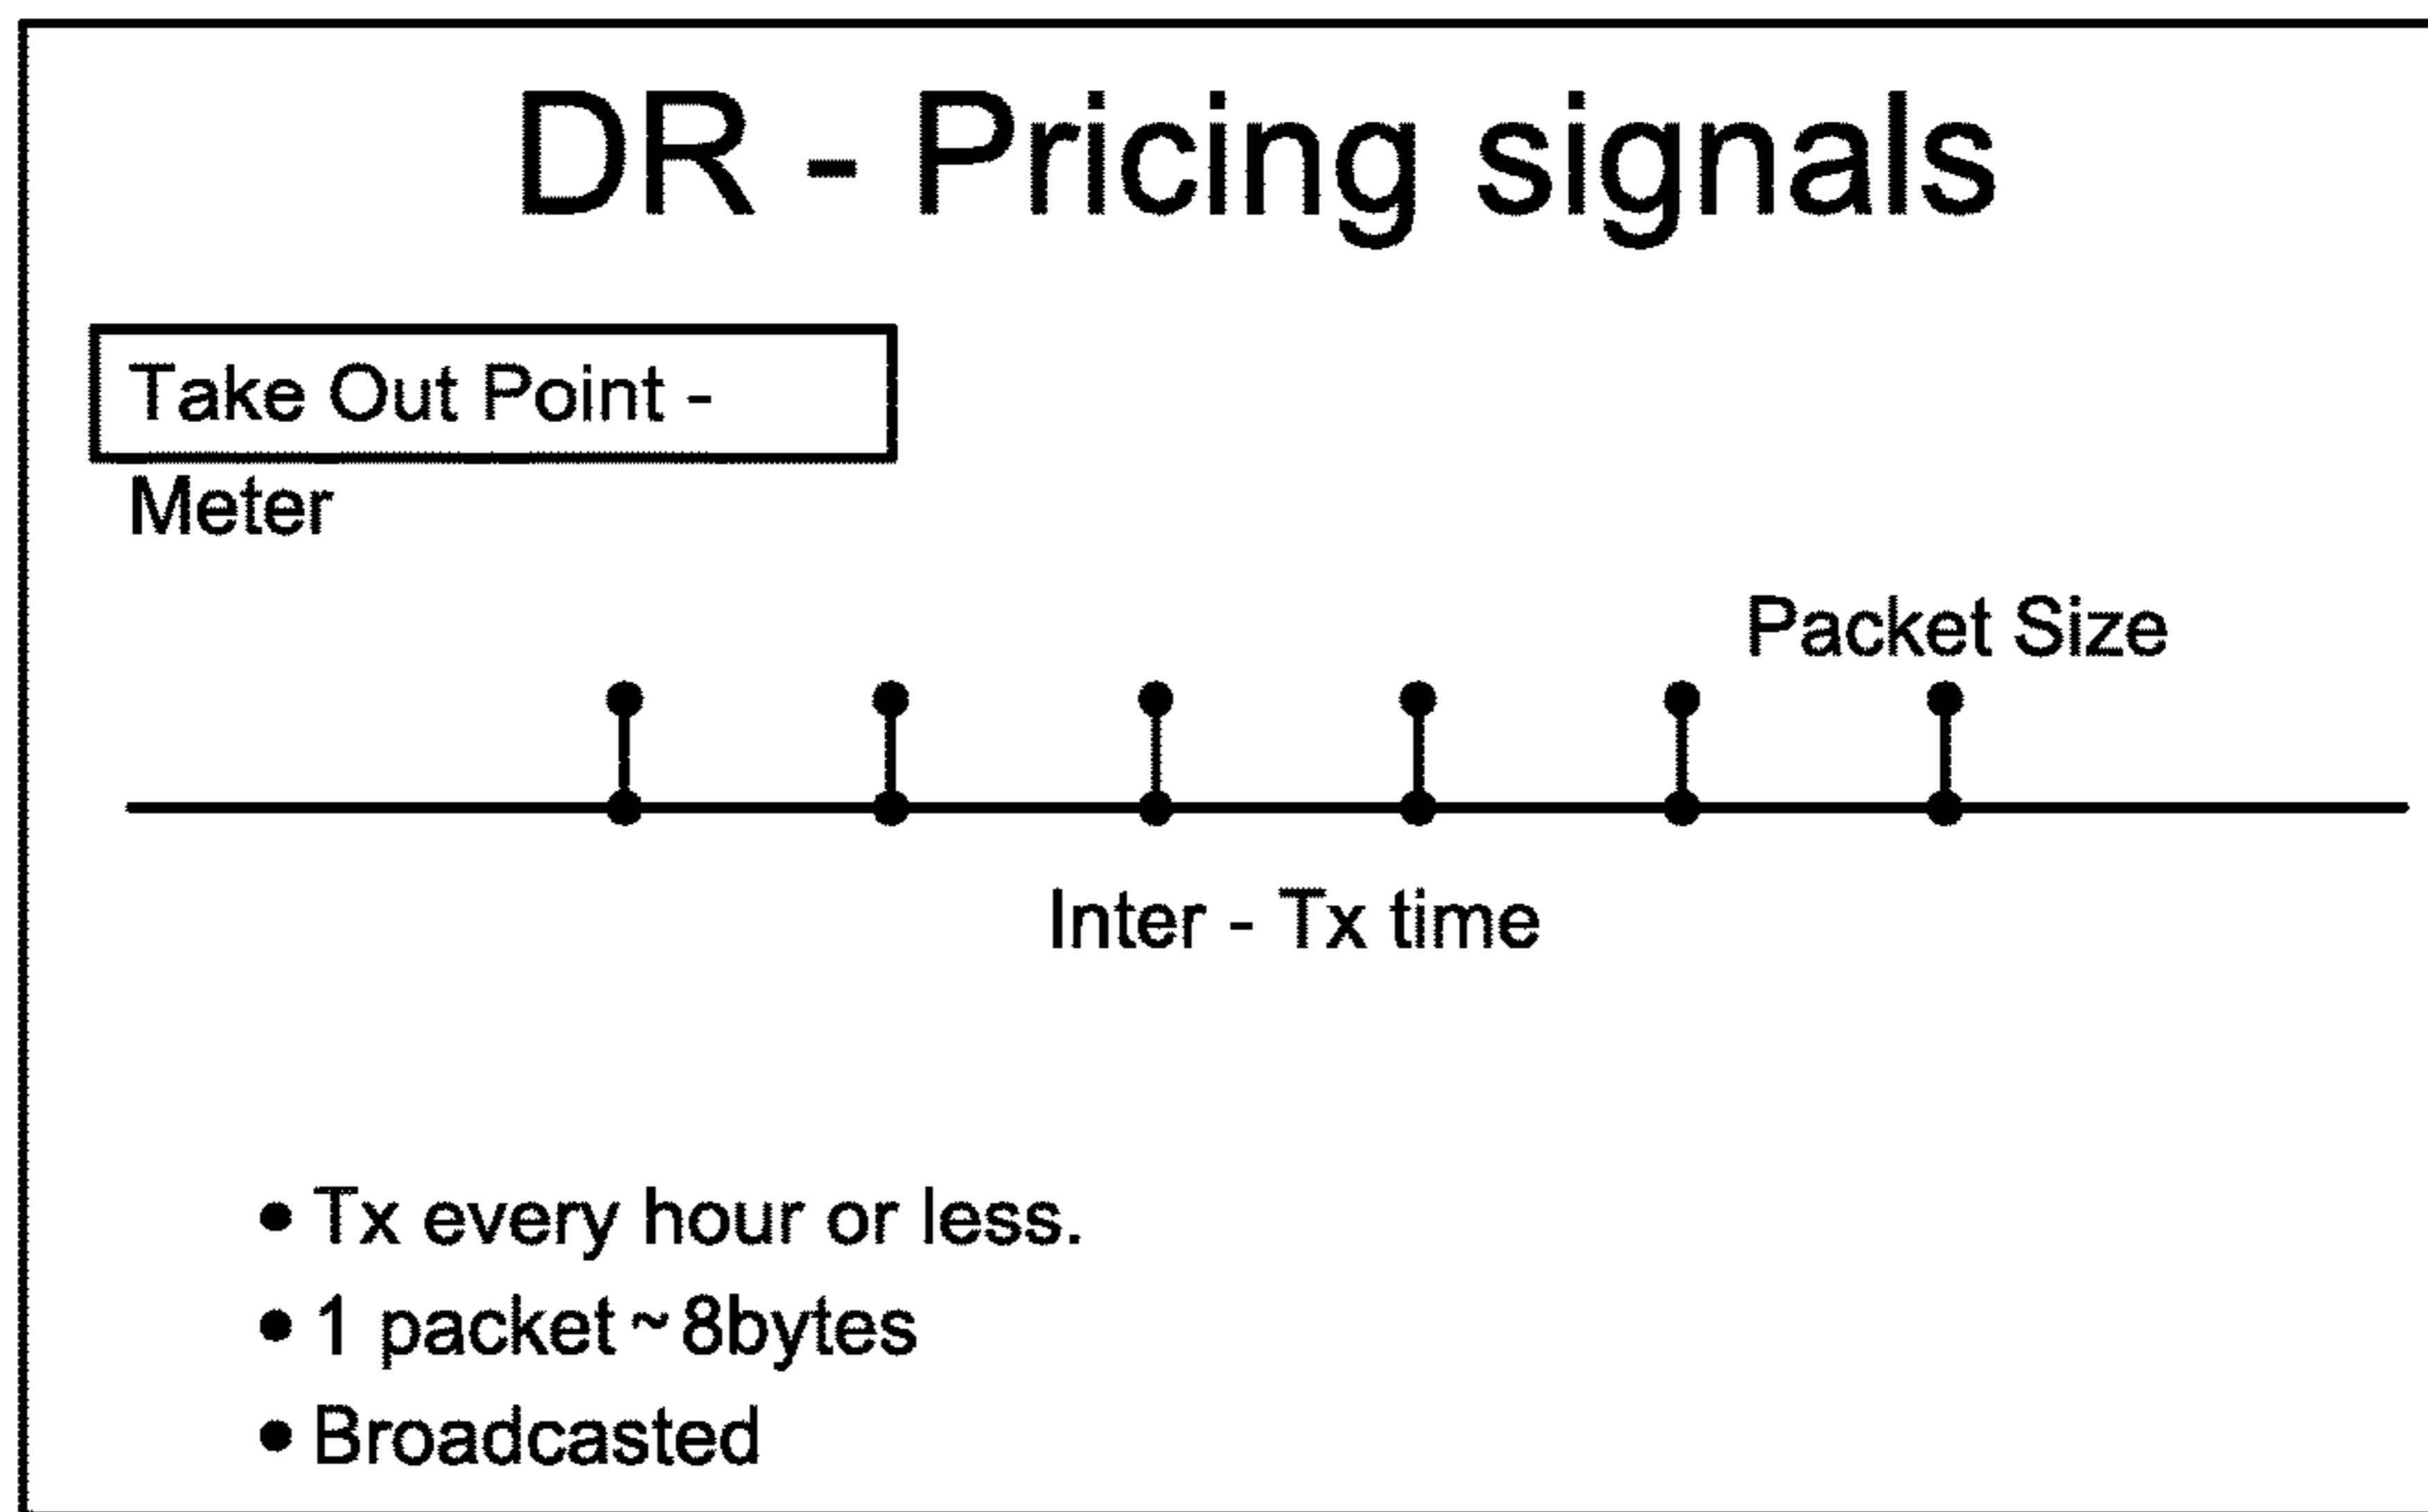 DR - Pricing signals
Take Out Point -
Meter
Packet Size
Inter - Tx time
• Tx every hour or less.
• 1 packet ~ 8bytes
• Broadcasted